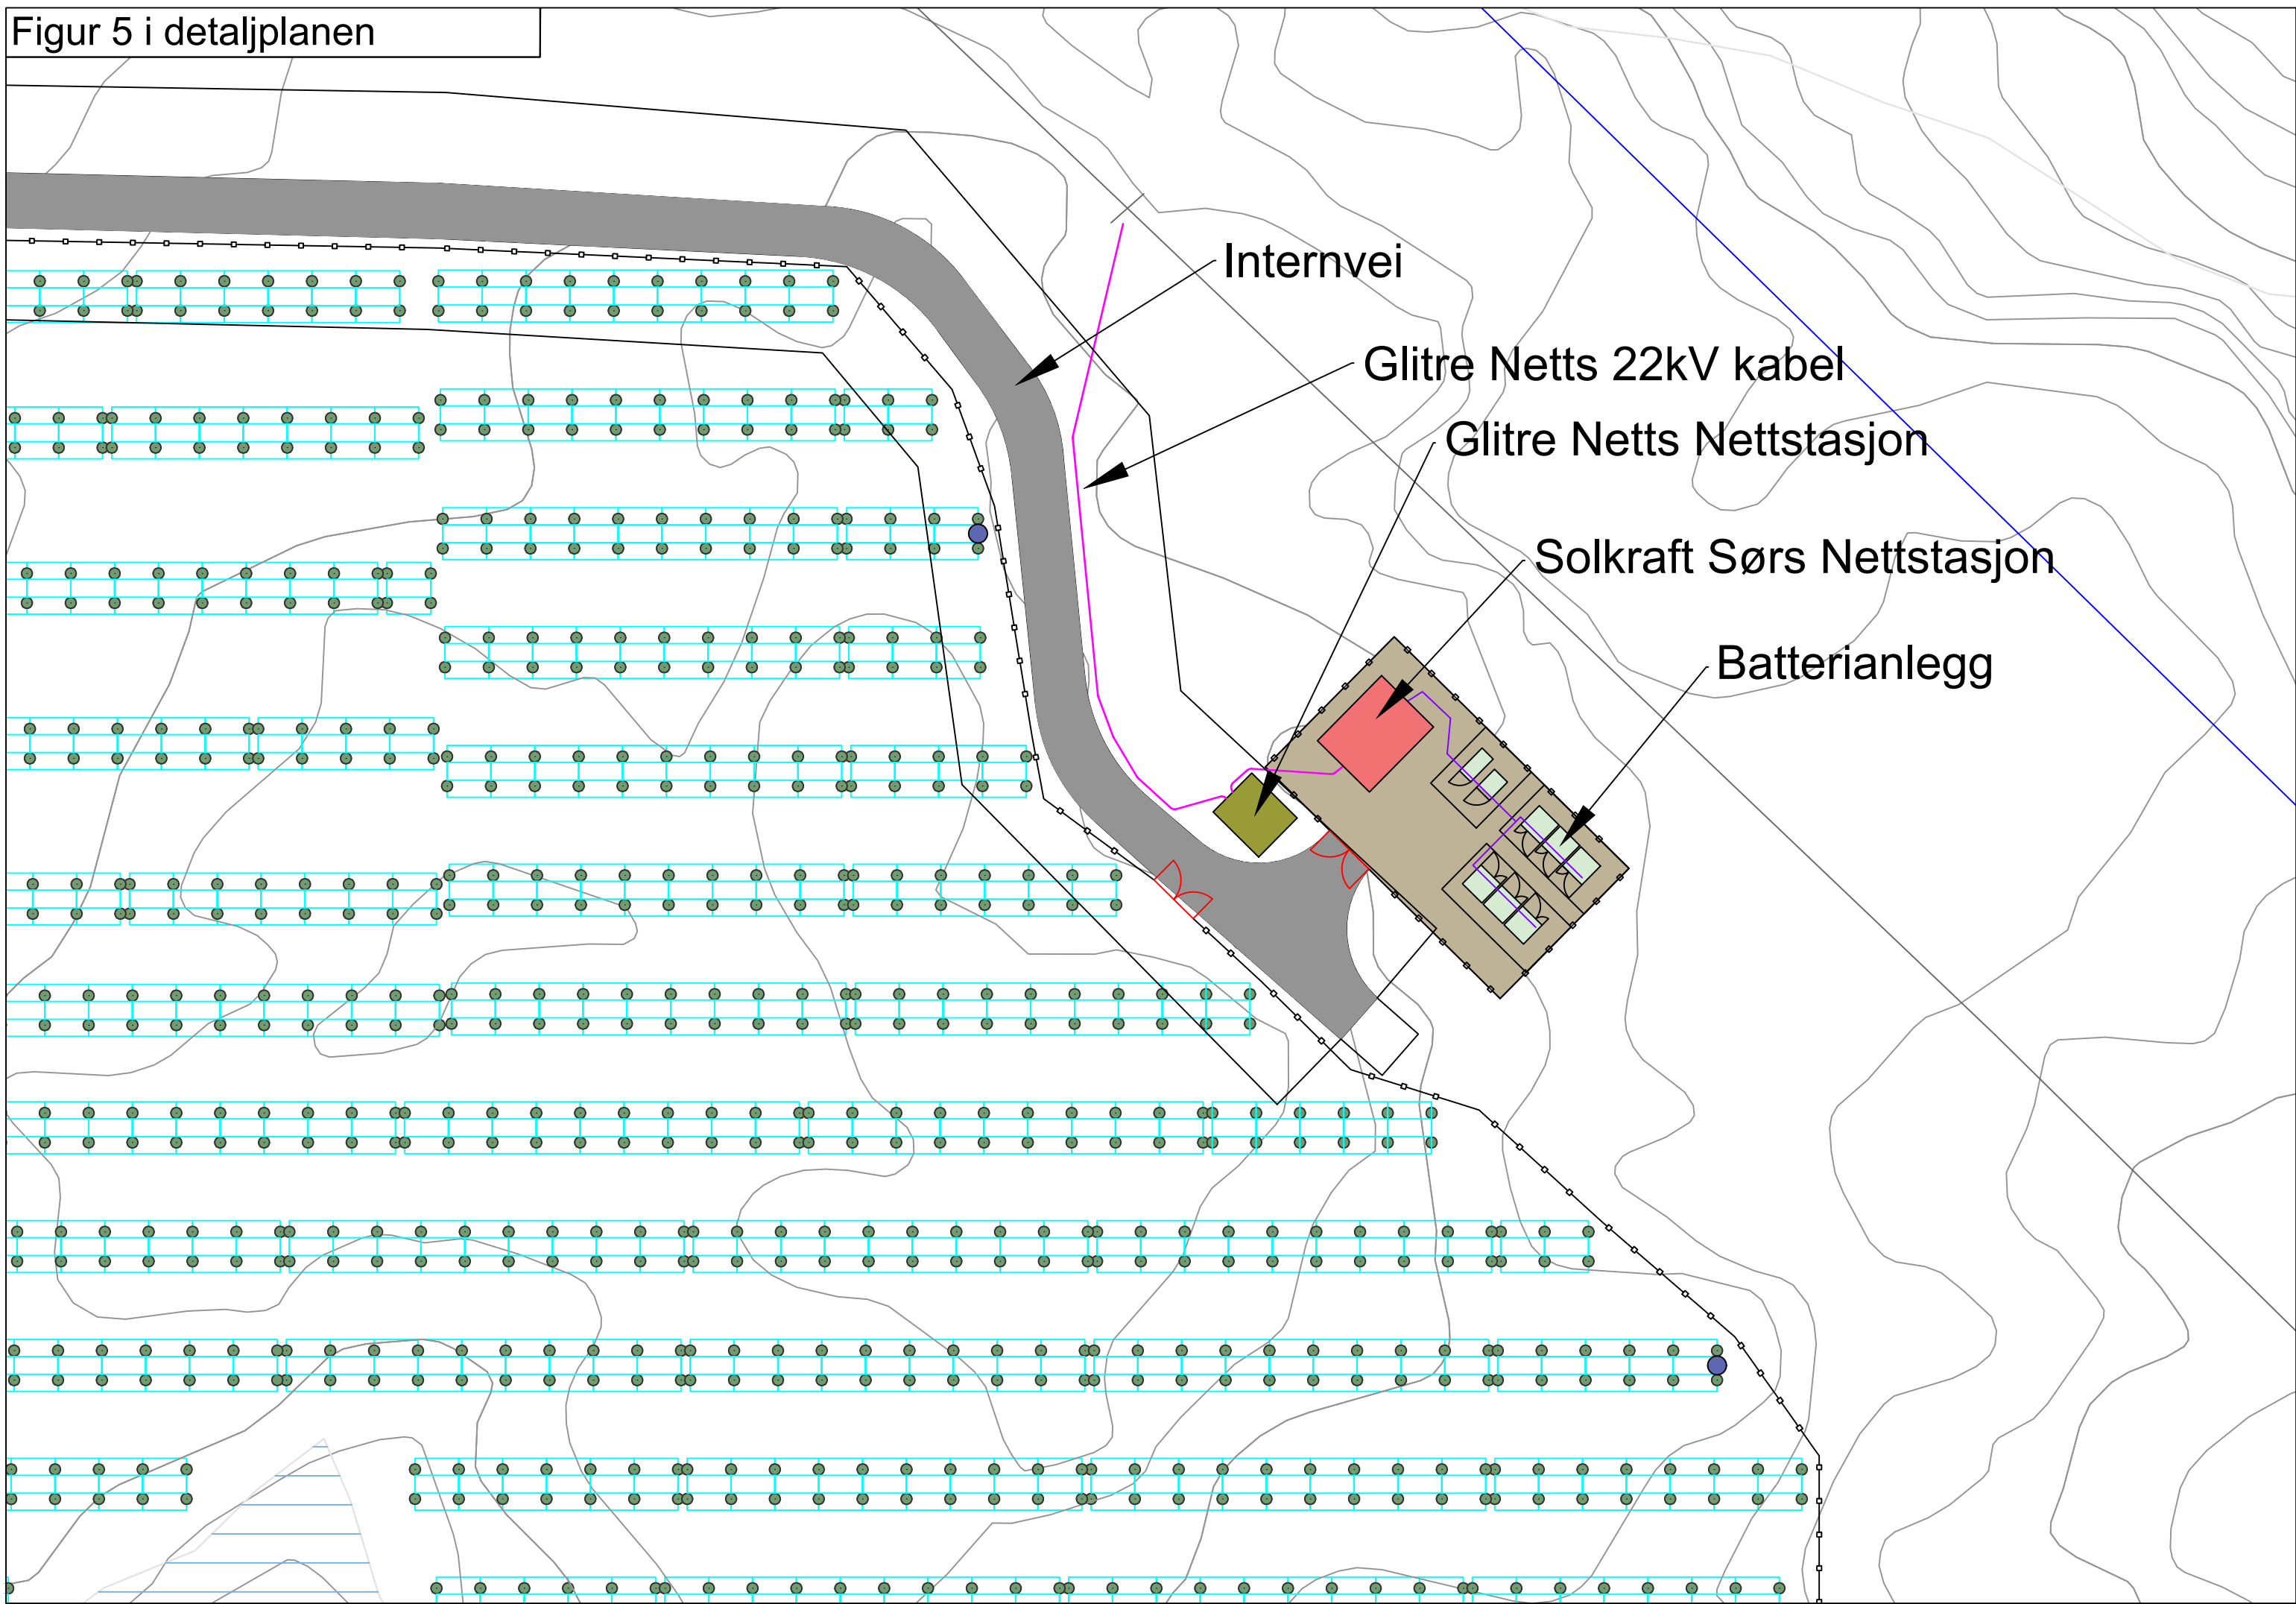 Figur 5 i detaljplanen
Internvei
Glitre Netts 22kV kabel
Glitre Netts Nettstasjon
Solkraft Sørs Nettstasjon
Batterianlegg